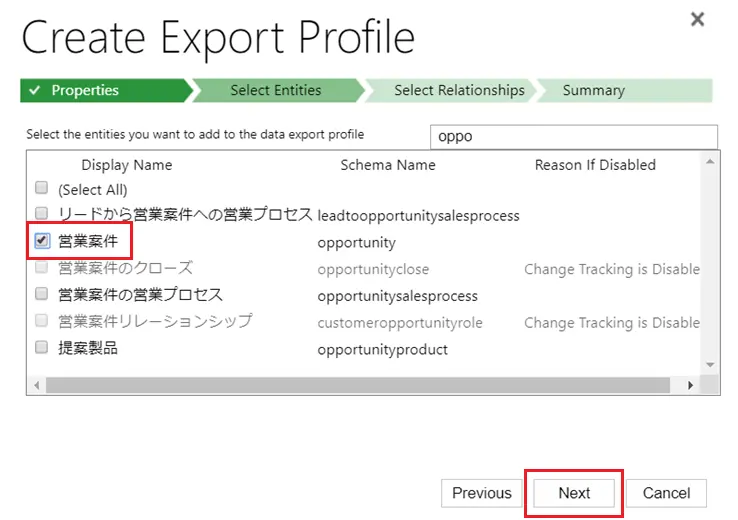 Create Export Profile
Properties Select Entities Select Relationships Summary
Select the entities you want to add to the data export profile oppo
Display Name Schema Name Reason If Disabled
(Select All)
リードから営業案件への営業プロセス leadtoopportunitysalesprocess
営業案件 opportunity
営業案件のクローズ opportunityclose Change Tracking is Disable
営業案件の営業プロセス opportunitysalesprocess
営業案件リレーションシップ customeropportunityrole Change Tracking is Disable
提案製品 opportunityproduct
Previous Next Cancel